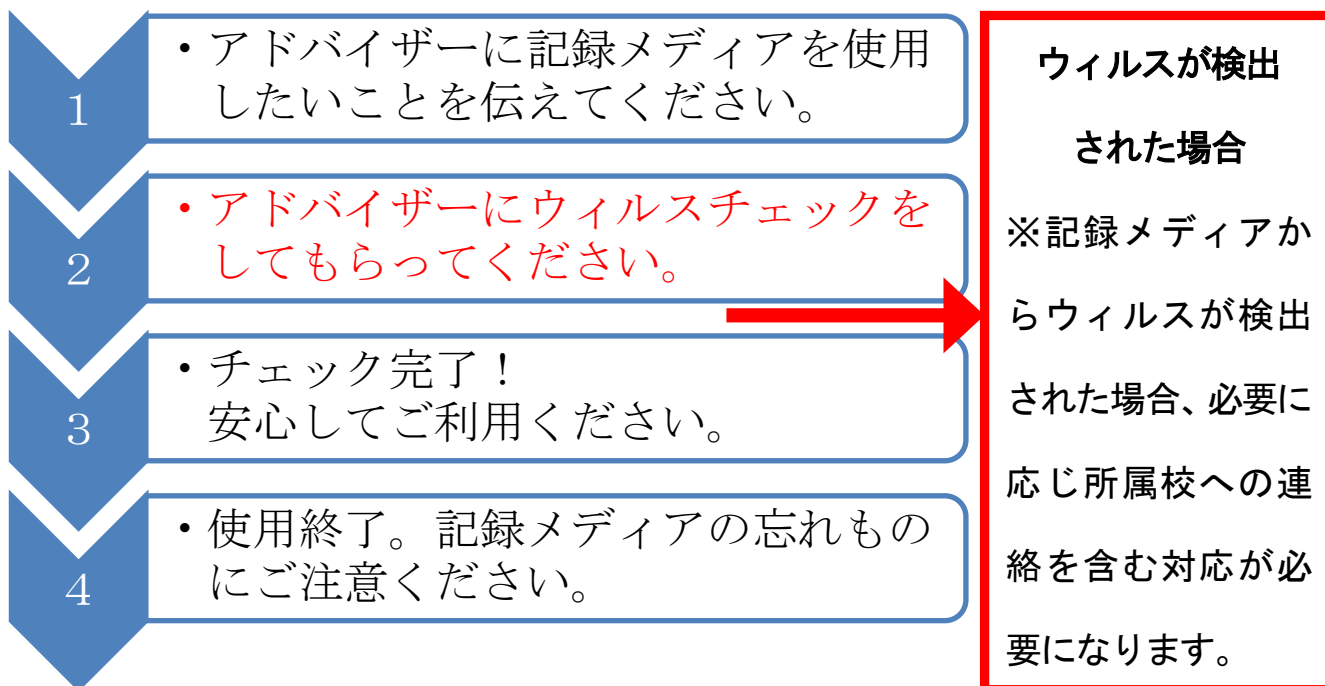 1
・アドバイザーに記録メディアを使用
したいことを伝えてください。
2
・アドバイザーにウィルスチェックを
してもらってください。
3
・チェック完了！
安心してご利用ください。
4
・使用終了。記録メディアの忘れもの
にご注意ください。
ウィルスが検出
された場合
※記録メディアか
らウィルスが検出
された場合、必要に
応じ所属校への連
絡を含む対応が必
要になります。